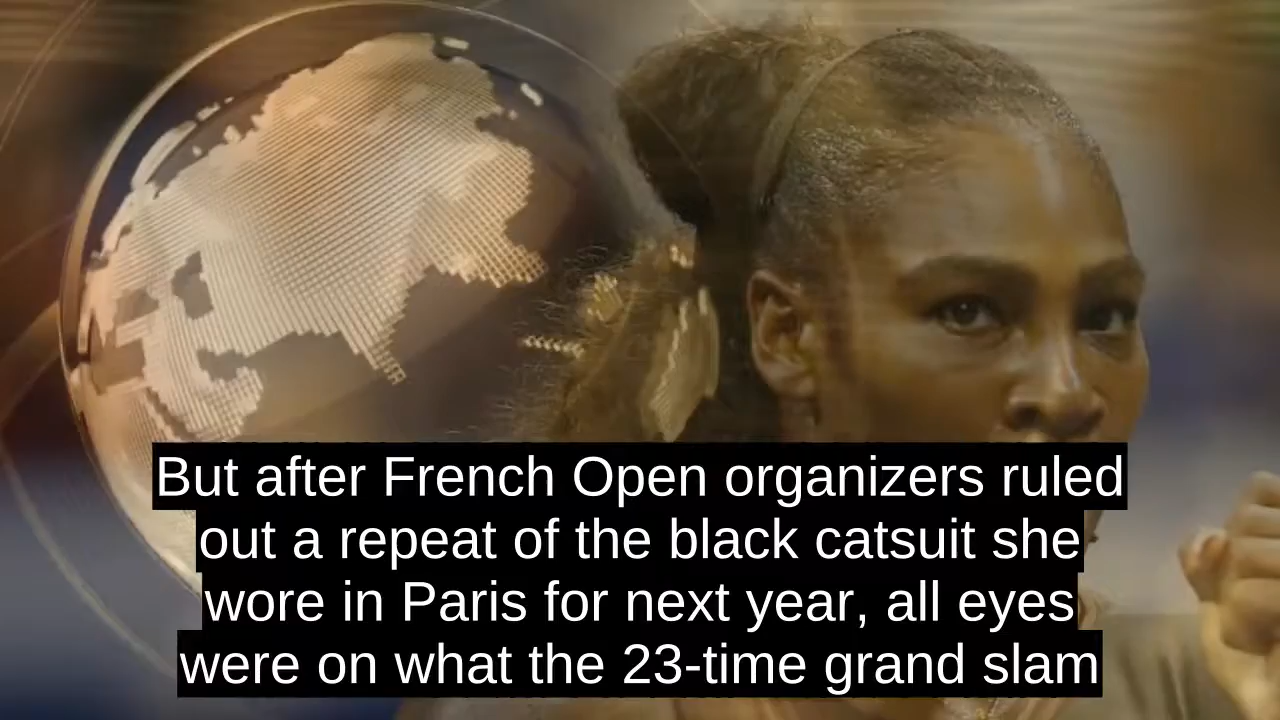 But after French Open organizers ruled
out a repeat of the black catsuit she
wore in Paris for next year, all eyes
were on what the 23-time grand slam